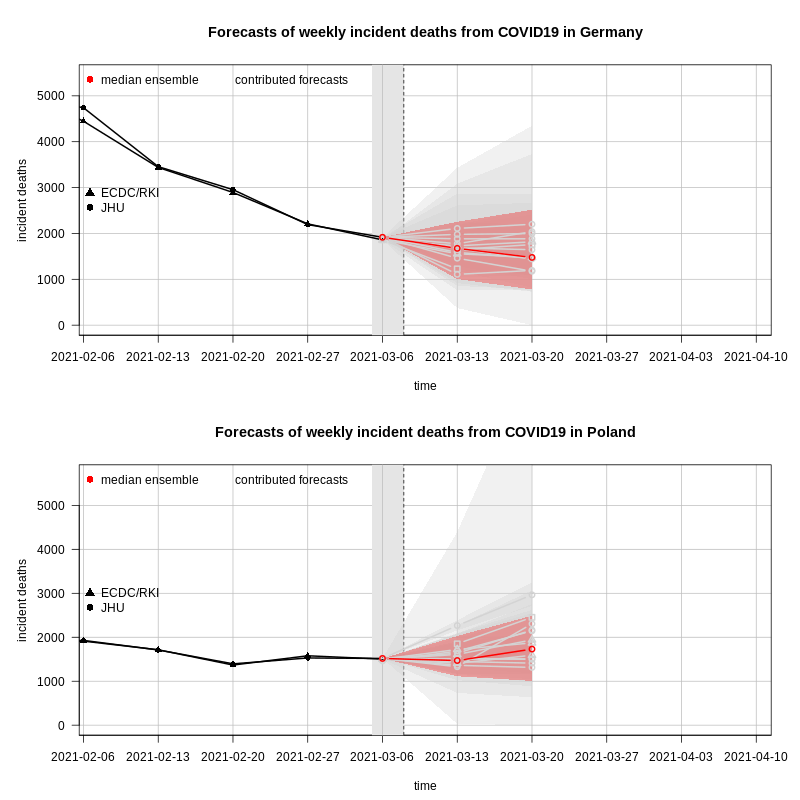 Forecasts of weekly incident deaths from COVID19 in Germany
median ensemble contributed forecasts
5000
4000
3000
2000
1000
0
incident deaths
ECDC/RKI
JHU
2021-02-06 2021-02-13 2021-02-20 2021-02-27 2021-03-06 2021-03-13 2021-03-20 2021-03-27 2021-04-03 2021-04-10
time
Forecasts of weekly incident deaths from COVID19 in Poland
median ensemble contributed forecasts
5000
4000
3000
2000
1000
0
incident deaths
ECDC/RKI
JHU
2021-02-06 2021-02-13 2021-02-20 2021-02-27 2021-03-06 2021-03-13 2021-03-20 2021-03-27 2021-04-03 2021-04-10
time